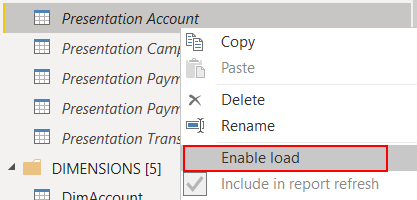 Presentation Account
Presentation Camp
Presentation Paym
Presentation Paym
Presentation Trans
DIMENSIONS [5]
DimAccount
Copy
Paste
Delete
Rename
Enable load
Include in report refresh